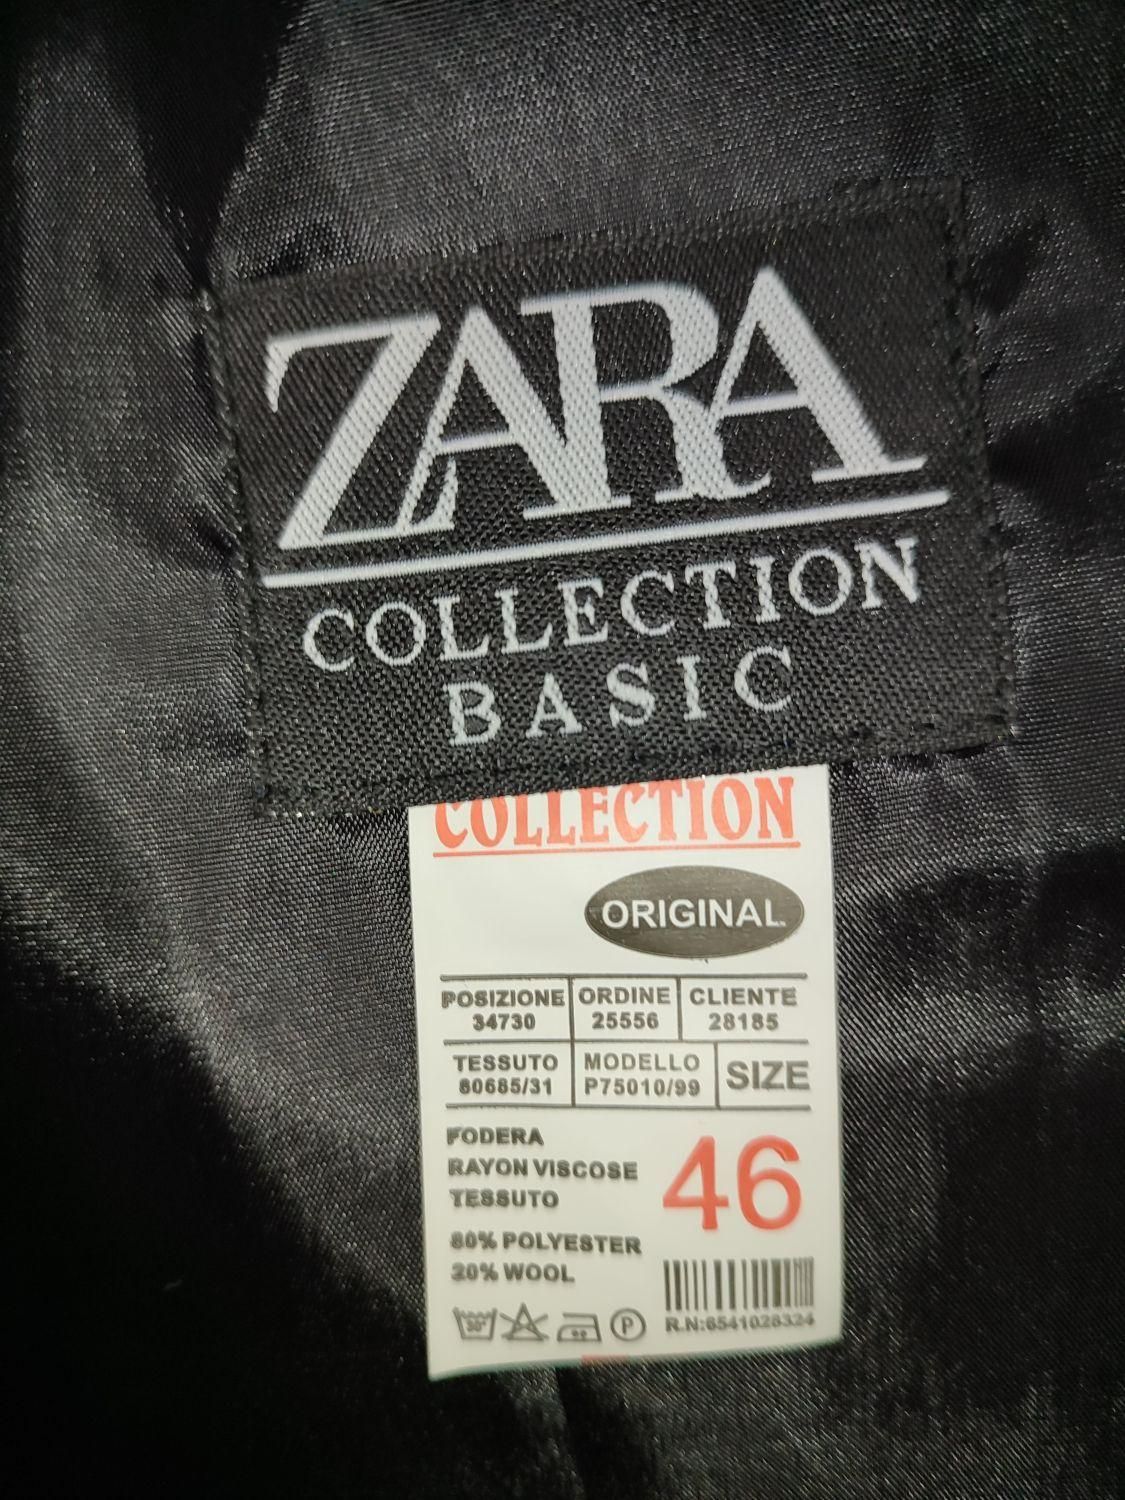 ZARA
COLLECTION
BASIC
COLLECTION
ORIGINAL
POSIZIONE ORDINE CLIENTE
34730 25556 28185
TESSUTO MODELLO SIZE
80685/31 P75010/99
FODERA
RAYON VISCOSE
TESSUTO
46
80% POLYESTER
20% WOOL
30°
P
R.N:6541028324